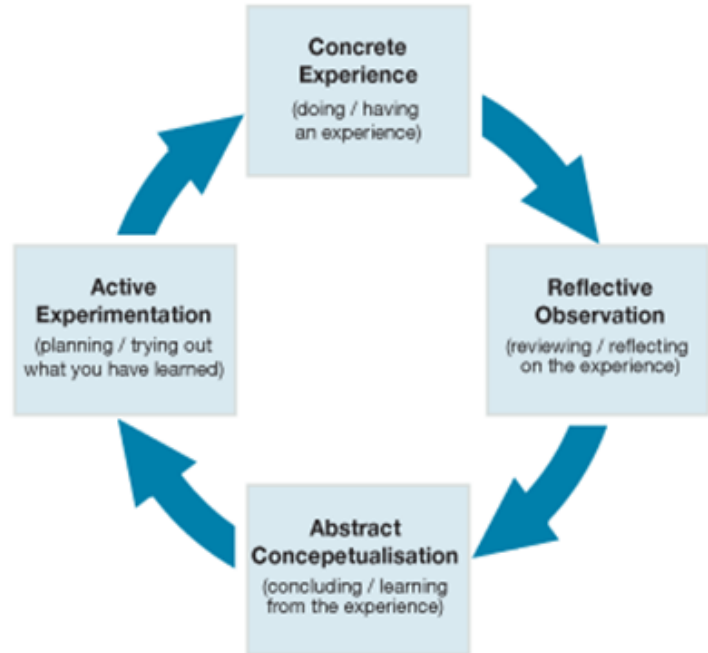 Concrete
Experience
(doing / having
an experience)
Reflective
Observation
(reviewing / reflecting
on the experience)
Abstract
Concepetualisation
(concluding / learning
from the experience)
Active
Experimentation
(planning / trying out
what you have learned)